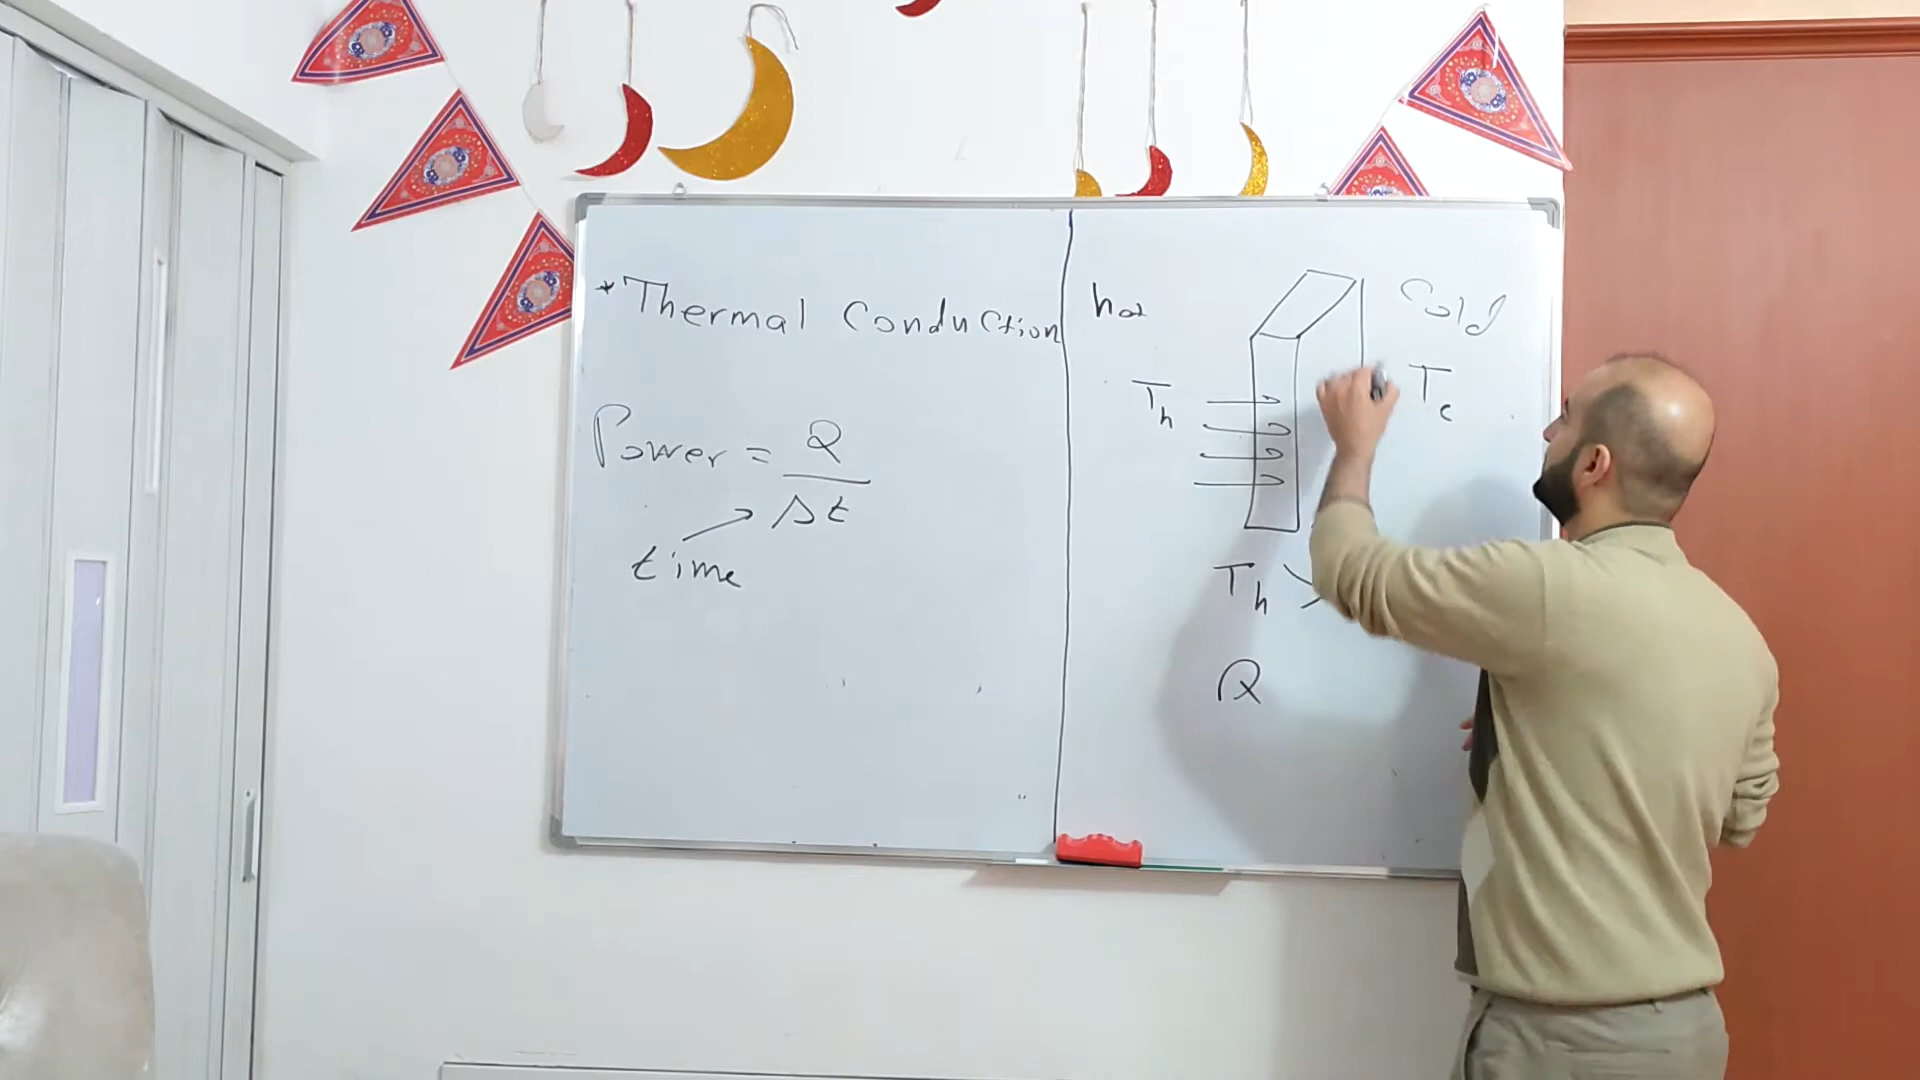 * Thermal Conduction
Power = Q / Δt
time
hot
Cold
Th
Tc
Th >
Q